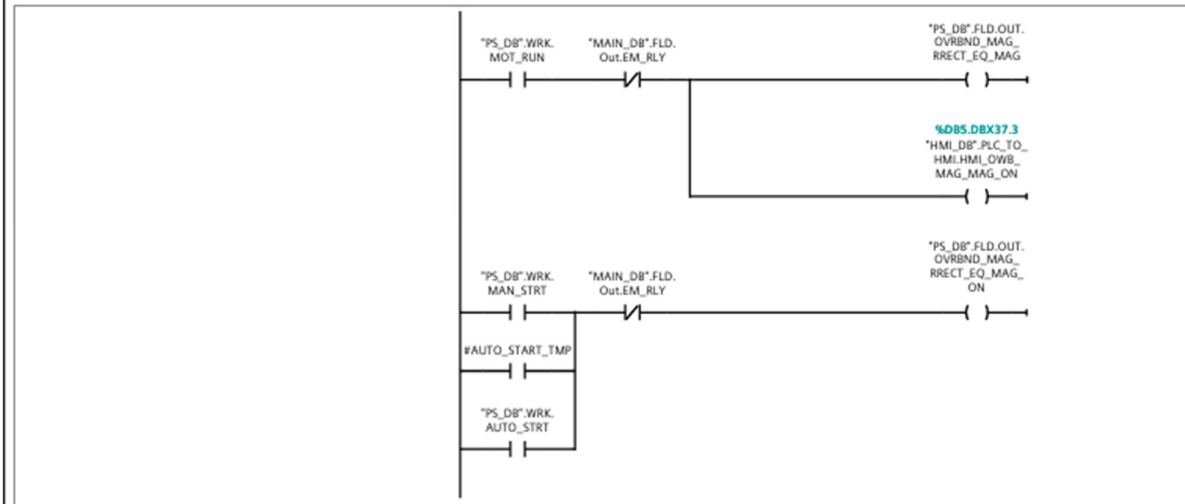 "PS_DB".WRK.
MOT_RUN
"MAIN_DB".FLD.
Out.EM_RLY
"PS_DB".FLD.OUT.
OVRBND_MAG_
RRECT_EQ_MAG
%DB5.DBX37.3
"HMI_DB".PLC_TO_
HMI.HMI_OWB_
MAG_MAG_ON
"PS_DB".WRK.
MAN_STRT
"MAIN_DB".FLD.
Out.EM_RLY
"PS_DB".FLD.OUT.
OVRBND_MAG_
RRECT_EQ_MAG_
ON
#AUTO_START_TMP
"PS_DB".WRK.
AUTO_STRT